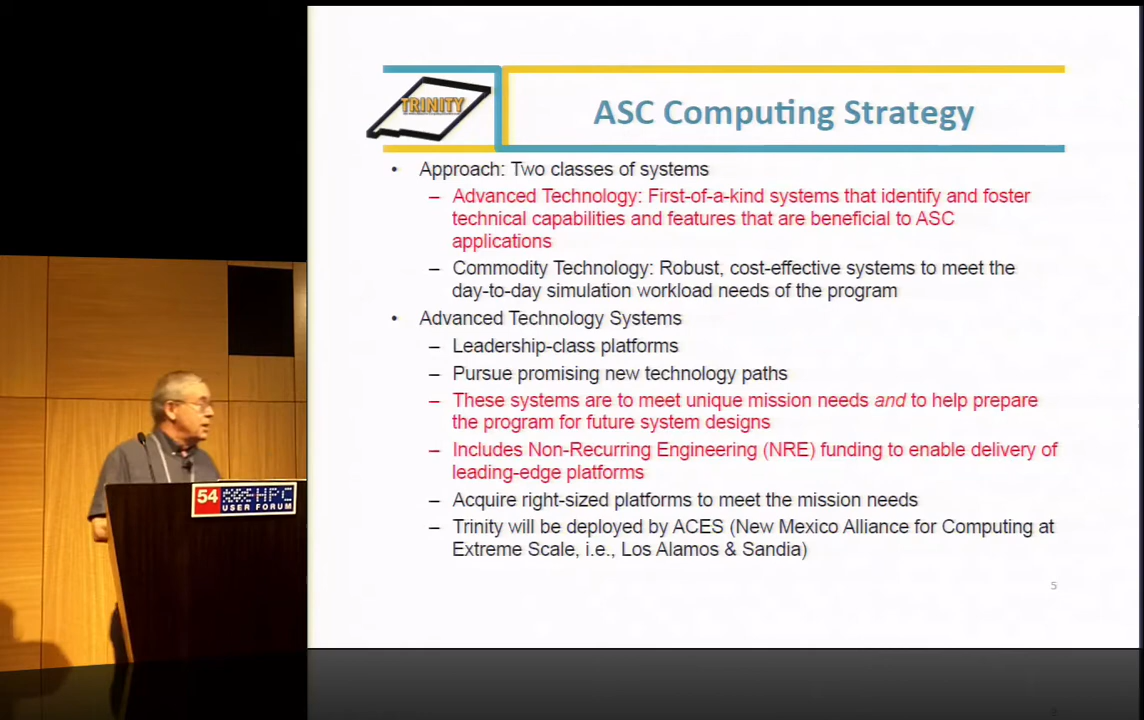 TRINITY
ASC Computing Strategy
• Approach: Two classes of systems
– Advanced Technology: First-of-a-kind systems that identify and foster
technical capabilities and features that are beneficial to ASC
applications
– Commodity Technology: Robust, cost-effective systems to meet the
day-to-day simulation workload needs of the program
• Advanced Technology Systems
– Leadership-class platforms
– Pursue promising new technology paths
– These systems are to meet unique mission needs and to help prepare
the program for future system designs
– Includes Non-Recurring Engineering (NRE) funding to enable delivery of
leading-edge platforms
– Acquire right-sized platforms to meet the mission needs
– Trinity will be deployed by ACES (New Mexico Alliance for Computing at
Extreme Scale, i.e., Los Alamos & Sandia)
5
54 HPC
USER FORUM